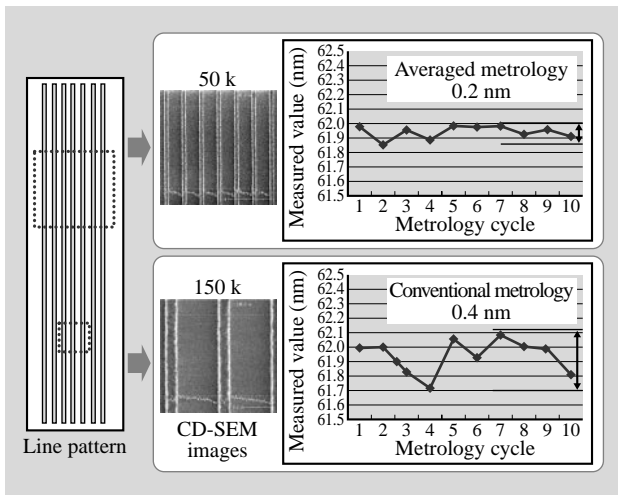 Line pattern
50 k
Averaged metrology
0.2 nm
Measured value (nm)
62.5
62.4
62.3
62.2
62.1
62.0
61.9
61.8
61.7
61.6
61.5
1 2 3 4 5 6 7 8 9 10
Metrology cycle
150 k
CD-SEM
images
Conventional metrology
0.4 nm
Measured value (nm)
62.5
62.4
62.3
62.2
62.1
62.0
61.9
61.8
61.7
61.6
61.5
1 2 3 4 5 6 7 8 9 10
Metrology cycle